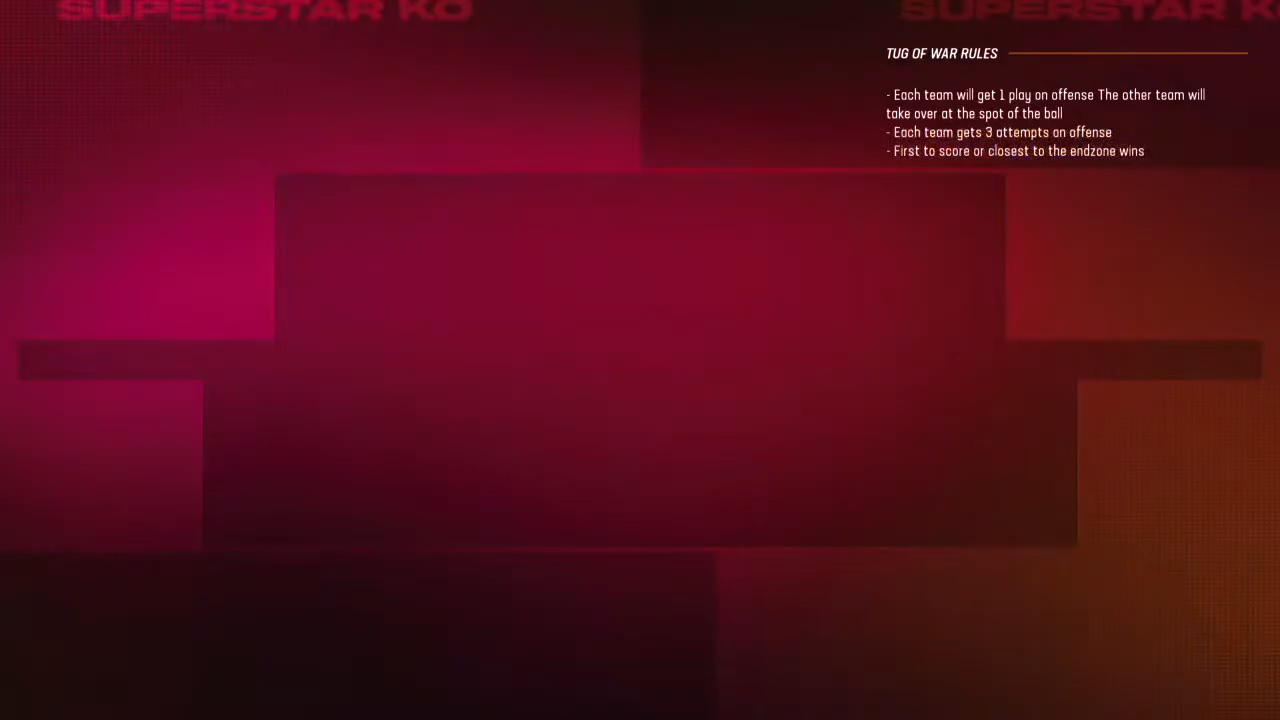 SUPERSTAR KO
SUPERSTAR K
TUG OF WAR RULES
- Each team will get 1 play on offense The other team will
take over at the spot of the ball
- Each team gets 3 attempts on offense
- First to score or closest to the endzone wins